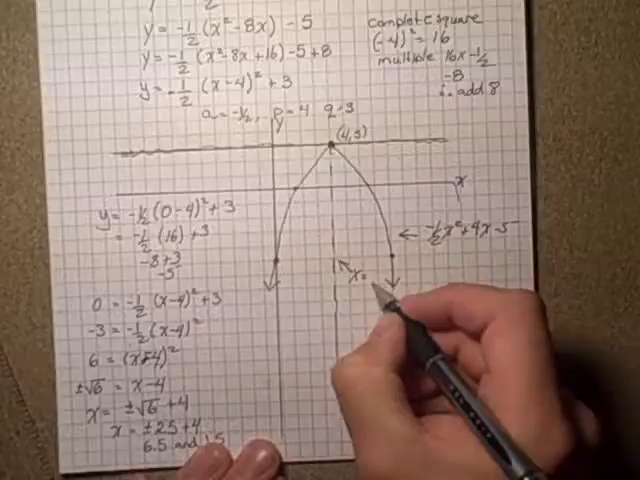 y = -1/2 (x² - 8x) - 5
y = -1/2 (x² - 8x + 16) - 5 + 8
y = -1/2 (x - 4)² + 3
a = -1/2, p = 4 q = 3
complete square
(-4)² = 16
multiple 16 x -1/2
-8
∴ add 8
y
(4,3)
x
y = -1/2 (0 - 4)² + 3
= -1/2 (16) + 3
-8 + 3
-5
← -1/2 x² + 4x - 5
x =
0 = -1/2 (x - 4)² + 3
-3 = -1/2 (x - 4)²
6 = (x - 4)²
±√6 = x - 4
x = ±√6 + 4
x = ±2.5 + 4
6.5 and 1.5